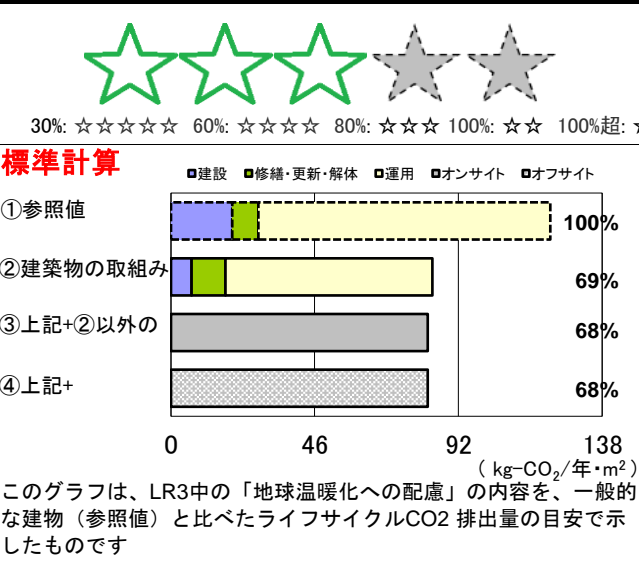 30%: ☆☆☆☆☆ 60%: ☆☆☆☆ 80%: ☆☆☆ 100%: ☆☆ 100%超:
標準計算
■建設 ■修繕・更新・解体 □運用 ■オンサイト ■オフサイト
①参照値 100%
②建築物の取組み 69%
③上記+②以外の 68%
④上記+ 68%
0 46 92 138
( kg-CO₂/年・m²)
このグラフは、LR3中の「地球温暖化への配慮」の内容を、一般的
な建物（参照値）と比べたライフサイクルCO2 排出量の目安で示
したものです